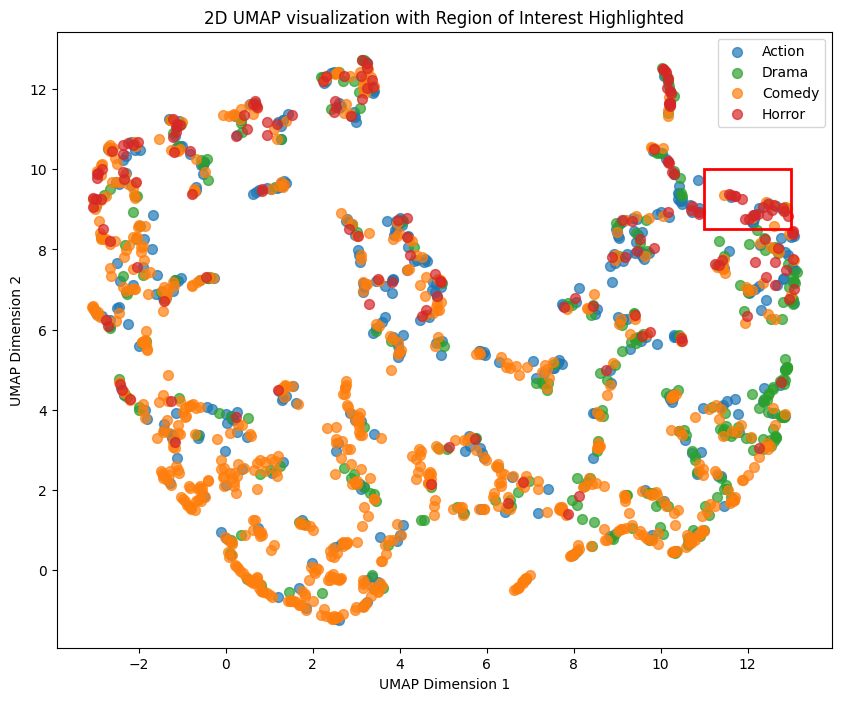 2D UMAP visualization with Region of Interest Highlighted
Action
Drama
Comedy
Horror
12
10
8
6
4
2
0
UMAP Dimension 2
−2
0
2
4
6
8
10
12
UMAP Dimension 1